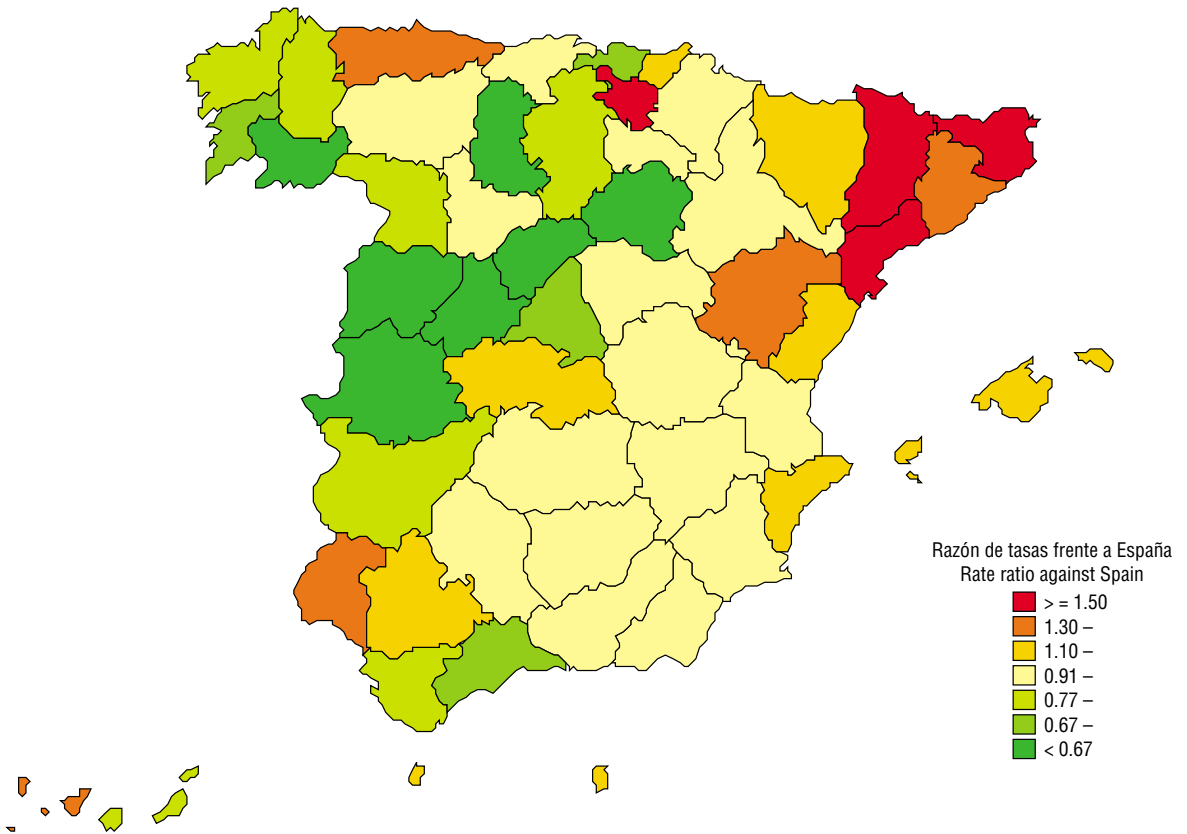 Razón de tasas frente a España
Rate ratio against Spain
> = 1.50
1.30 –
1.10 –
0.91 –
0.77 –
0.67 –
< 0.67